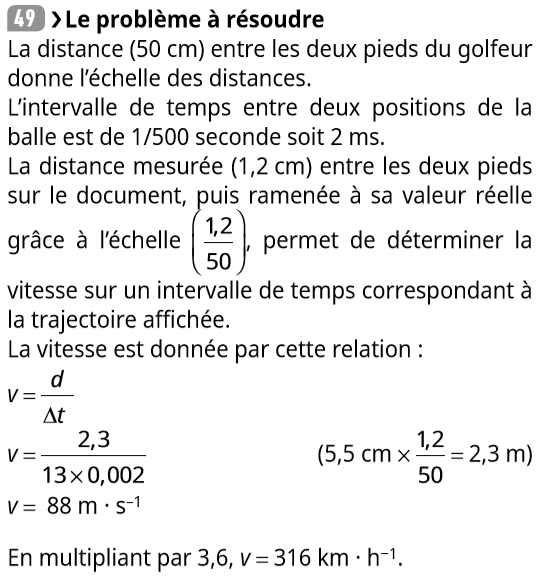 49 ❯Le problème à résoudre
La distance (50 cm) entre les deux pieds du golfeur
donne l'échelle des distances.
L'intervalle de temps entre deux positions de la
balle est de 1/500 seconde soit 2 ms.
La distance mesurée (1,2 cm) entre les deux pieds
sur le document, puis ramenée à sa valeur réelle
grâce à l'échelle (1,2/50), permet de déterminer la
vitesse sur un intervalle de temps correspondant à
la trajectoire affichée.
La vitesse est donnée par cette relation :
v = d/Δt
v = 2,3/(13 × 0,002) (5,5 cm × 1,2/50 = 2,3 m)
v = 88 m · s⁻¹
En multipliant par 3,6, v = 316 km · h⁻¹.